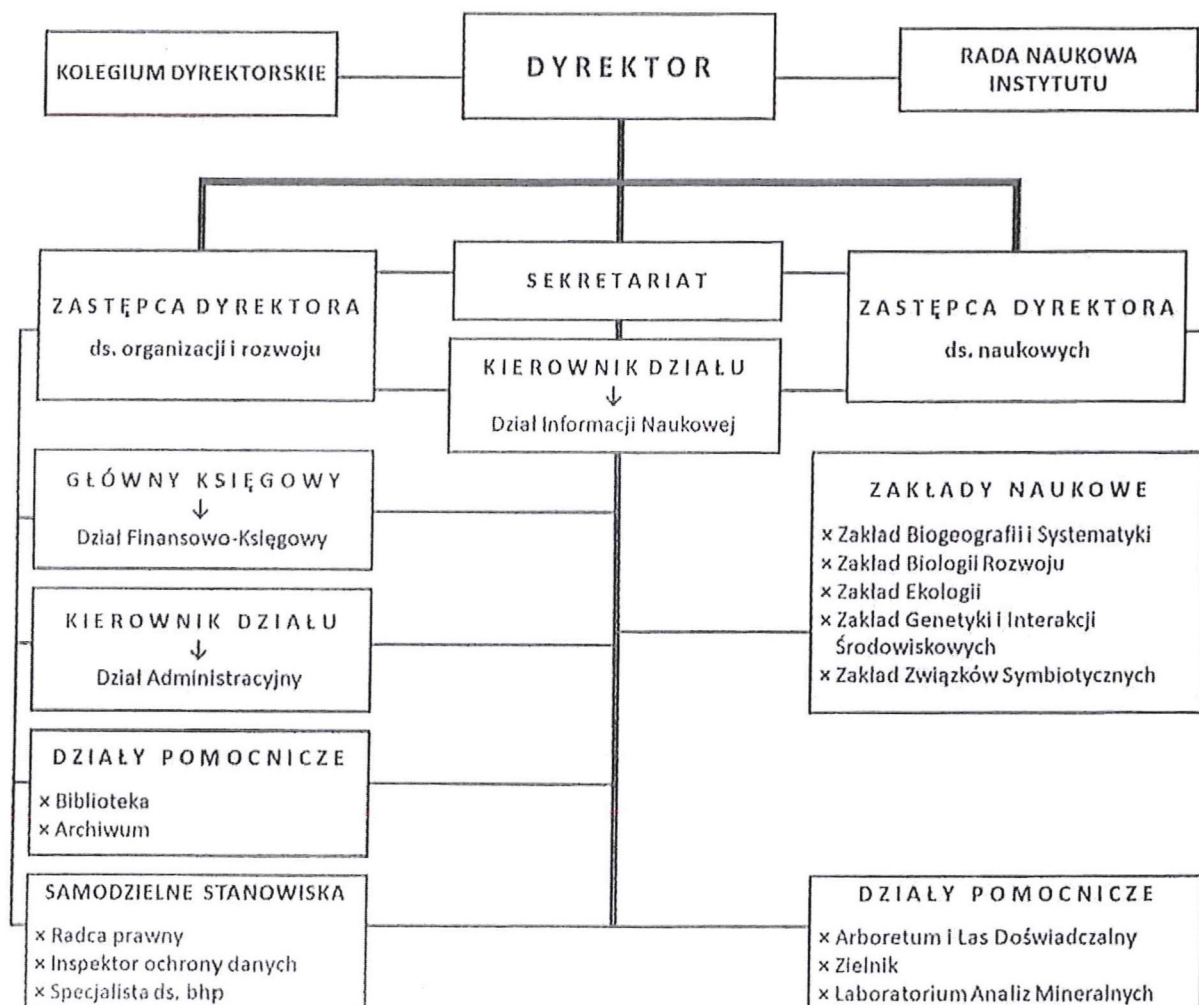 KOLEGIUM DYREKTORSKIE
DYREKTOR
RADA NAUKOWA
INSTYTUTU
ZASTĘPCA DYREKTORA
ds. organizacji i rozwoju
SEKRETARIAT
ZASTĘPCA DYREKTORA
ds. naukowych
KIEROWNIK DZIAŁU
↓
Dział Informacji Naukowej
GŁÓWNY KSIĘGOWY
↓
Dział Finansowo-Księgowy
KIEROWNIK DZIAŁU
↓
Dział Administracyjny
DZIAŁY POMOCNICZE
× Biblioteka
× Archiwum
SAMODZIELNE STANOWISKA
× Radca prawny
× Inspektor ochrony danych
× Specjalista ds. bhp
ZAKŁADY NAUKOWE
× Zakład Biogeografii i Systematyki
× Zakład Biologii Rozwoju
× Zakład Ekologii
× Zakład Genetyki i Interakcji
Środowiskowych
× Zakład Związków Symbiotycznych
DZIAŁY POMOCNICZE
× Arboretum i Las Doświadczalny
× Zielnik
× Laboratorium Analiz Mineralnych